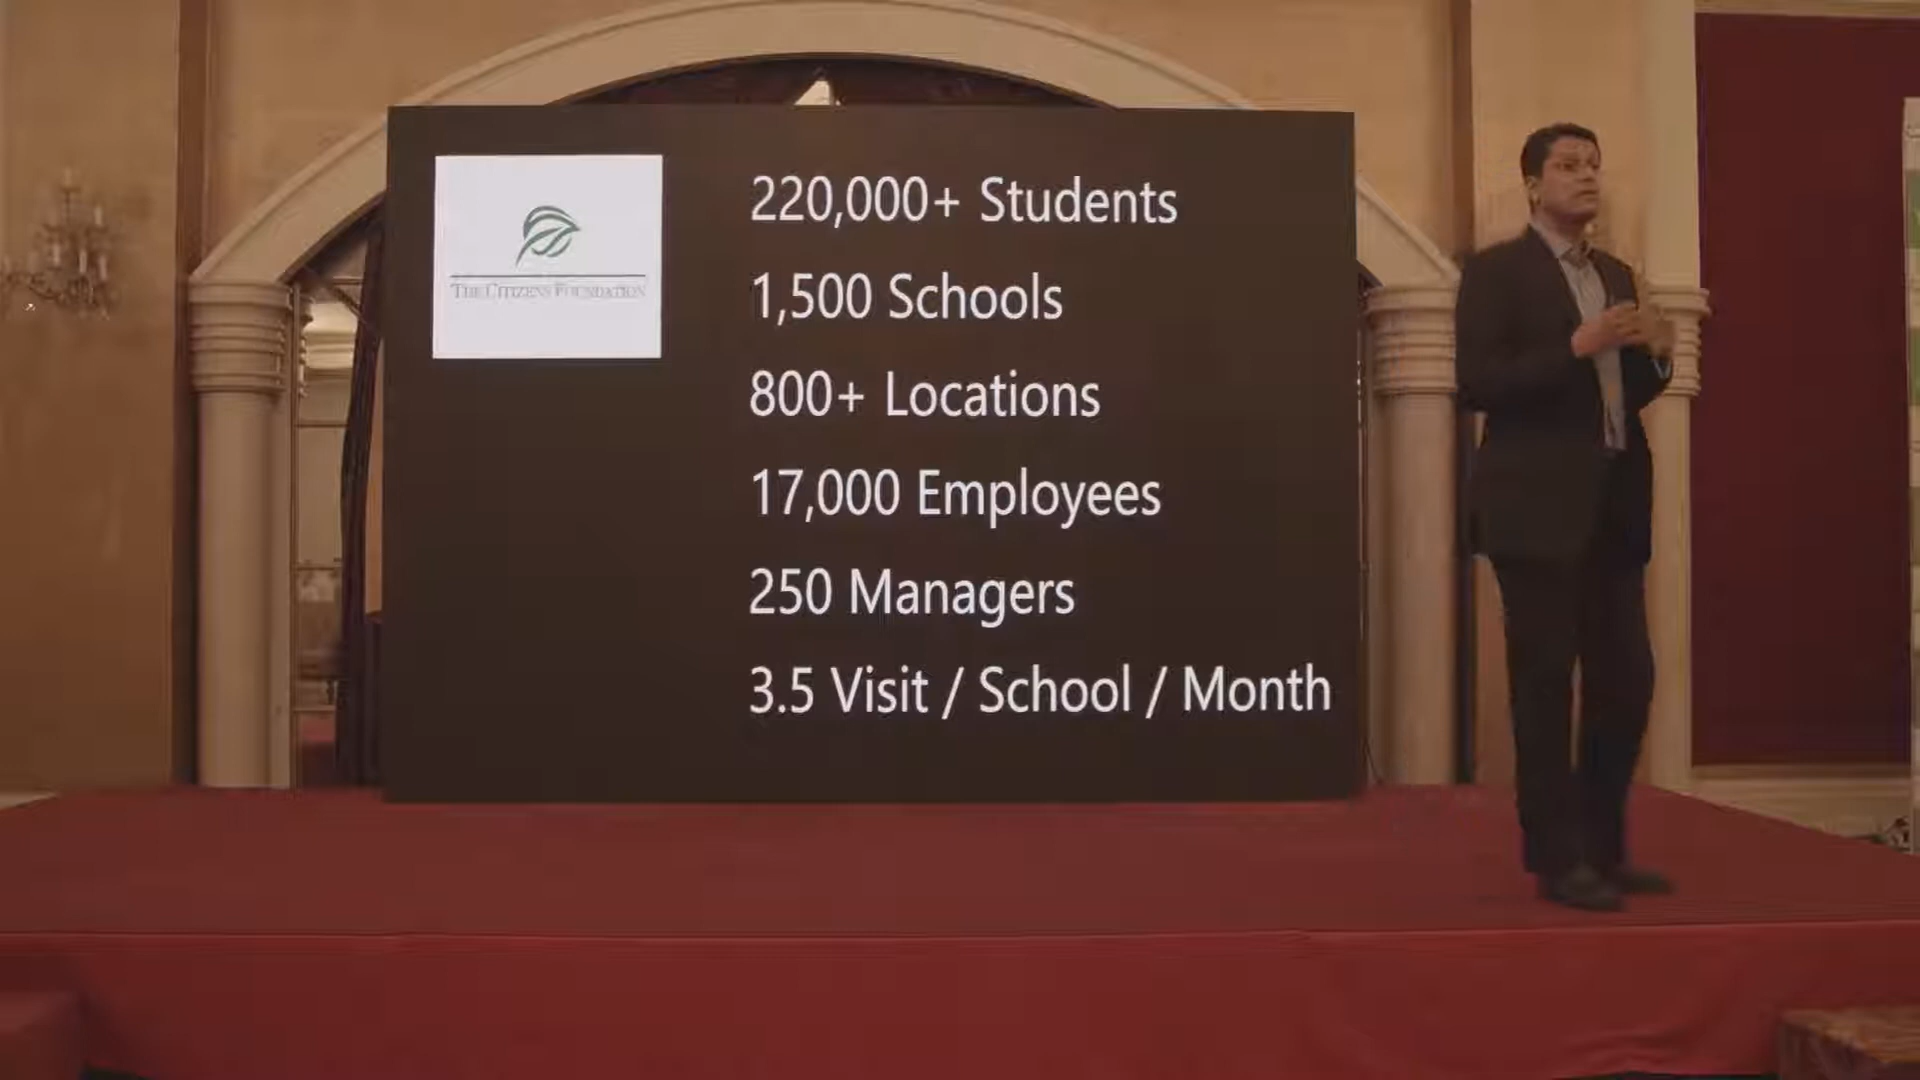 THE CITIZENS FOUNDATION
220,000+ Students
1,500 Schools
800+ Locations
17,000 Employees
250 Managers
3.5 Visit / School / Month